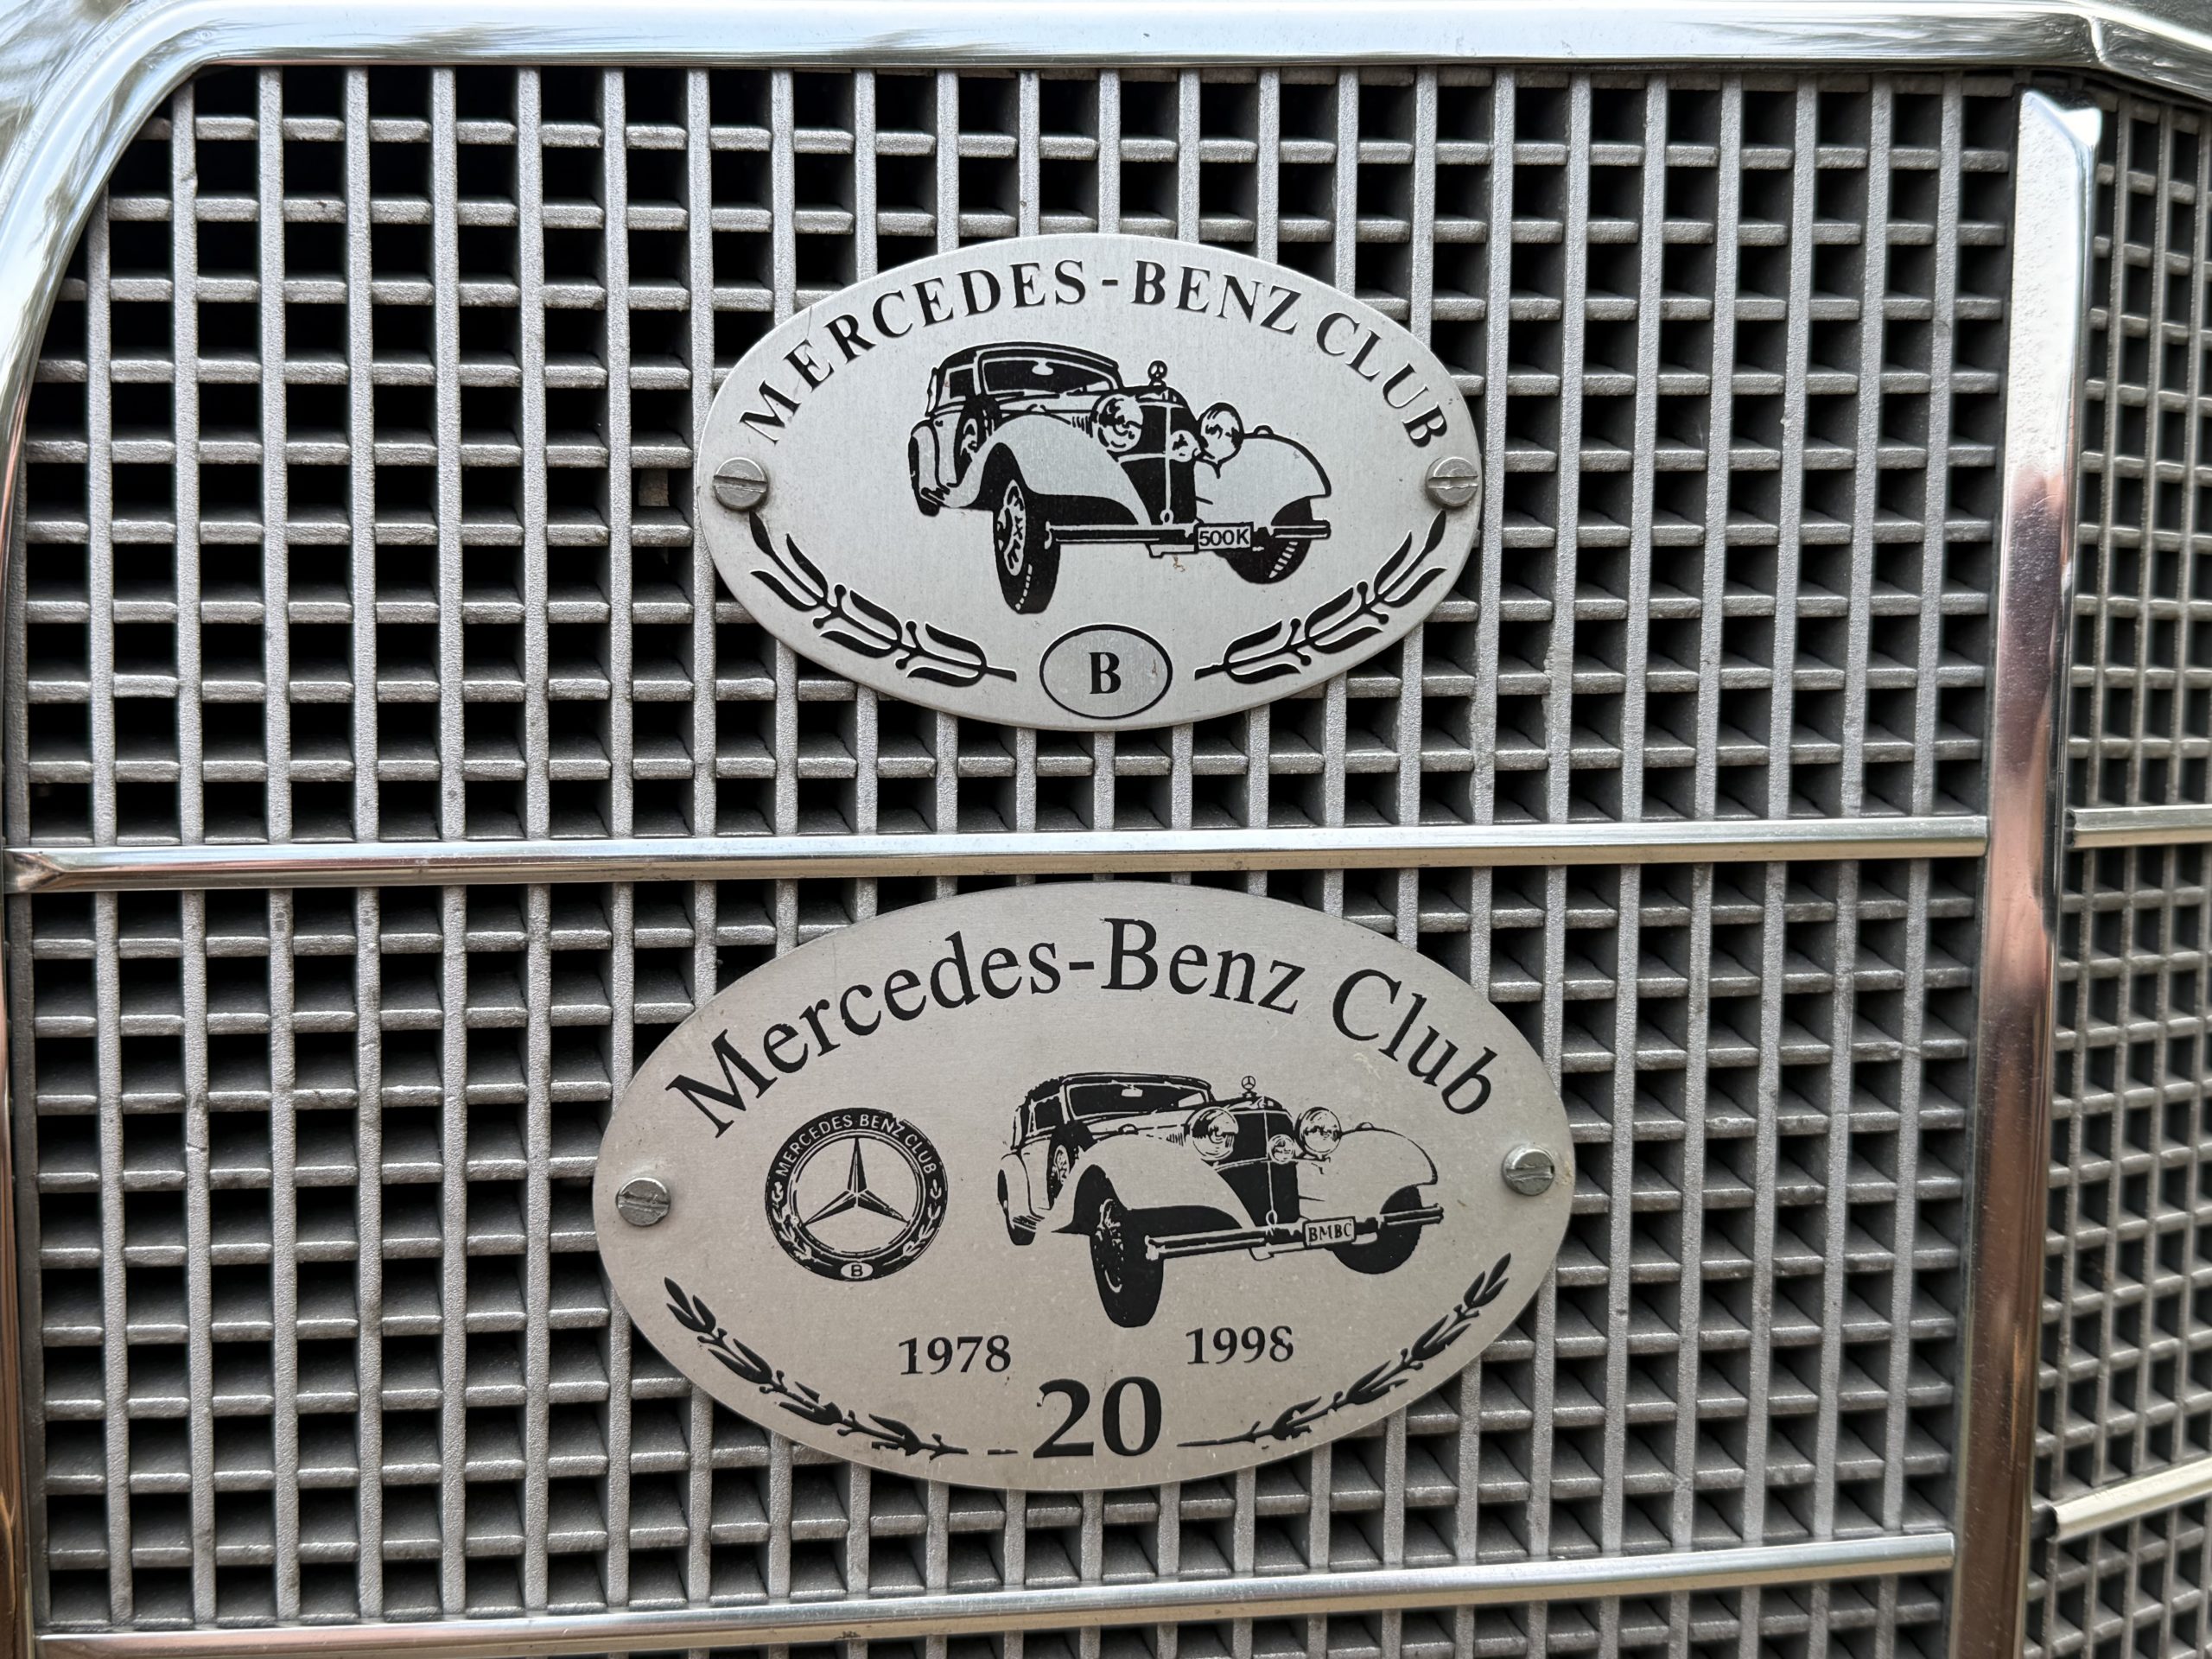 MERCEDES-BENZ CLUB
500K
B
Mercedes-Benz Club
MERCEDES BENZ CLUB
B
BMBC
1978 1998
20